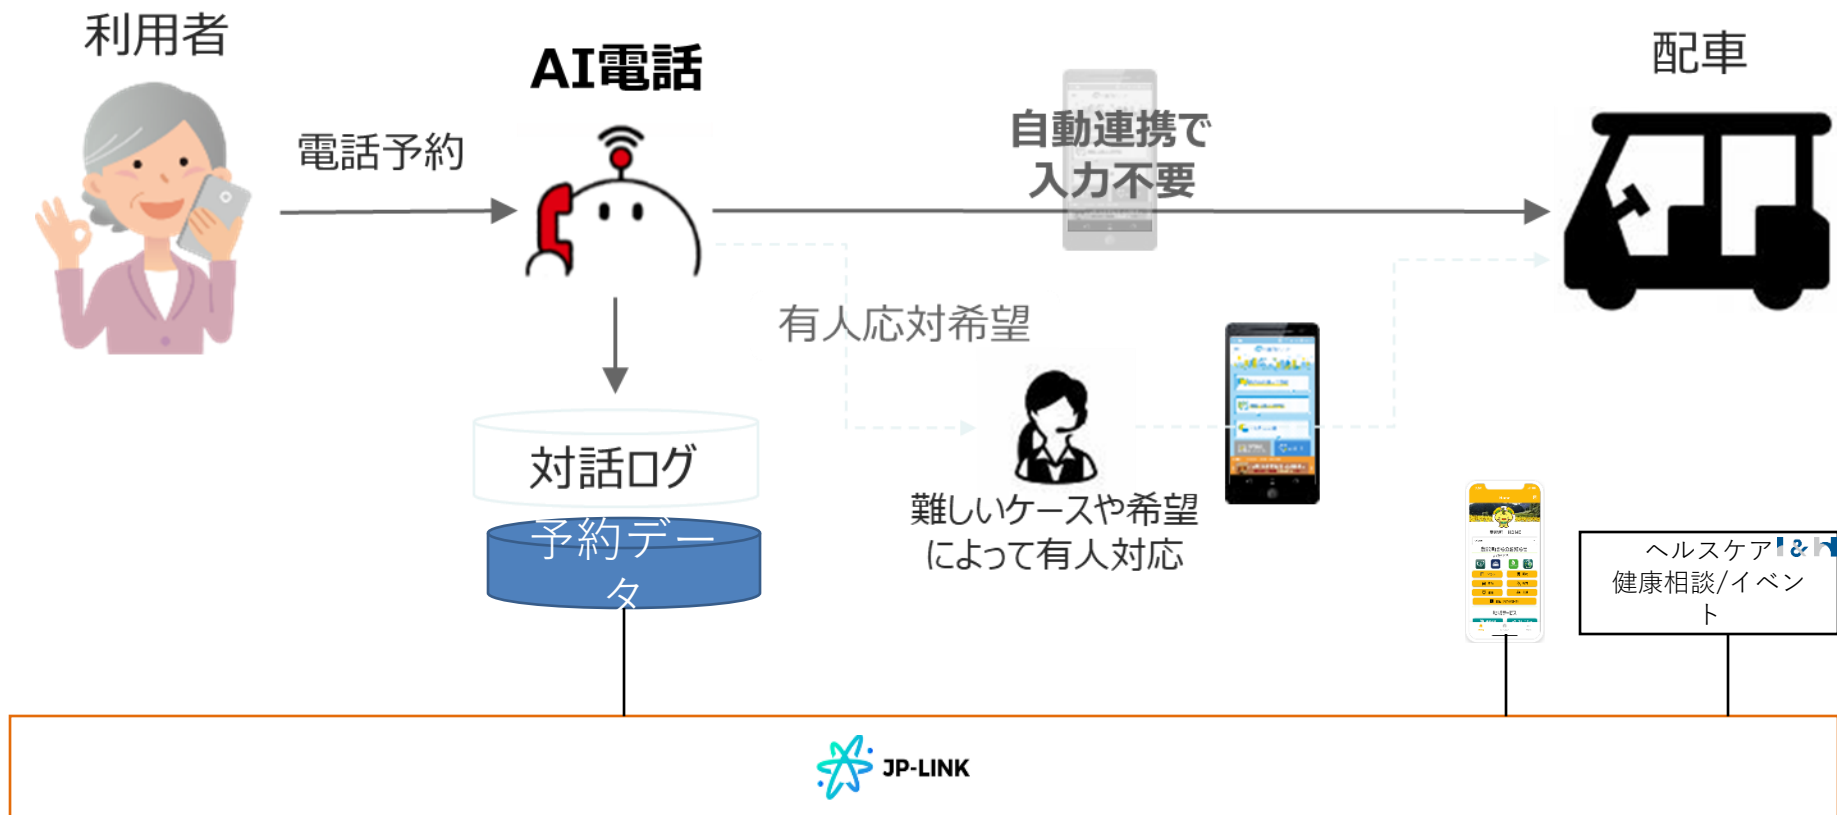 利用者
AI電話
配車
電話予約
自動連携で
入力不要
有人応対希望
対話ログ
予約デー
タ
難しいケースや希望
によって有人対応
ヘルスケア I&H
健康相談/イベン
ト
JP-LINK